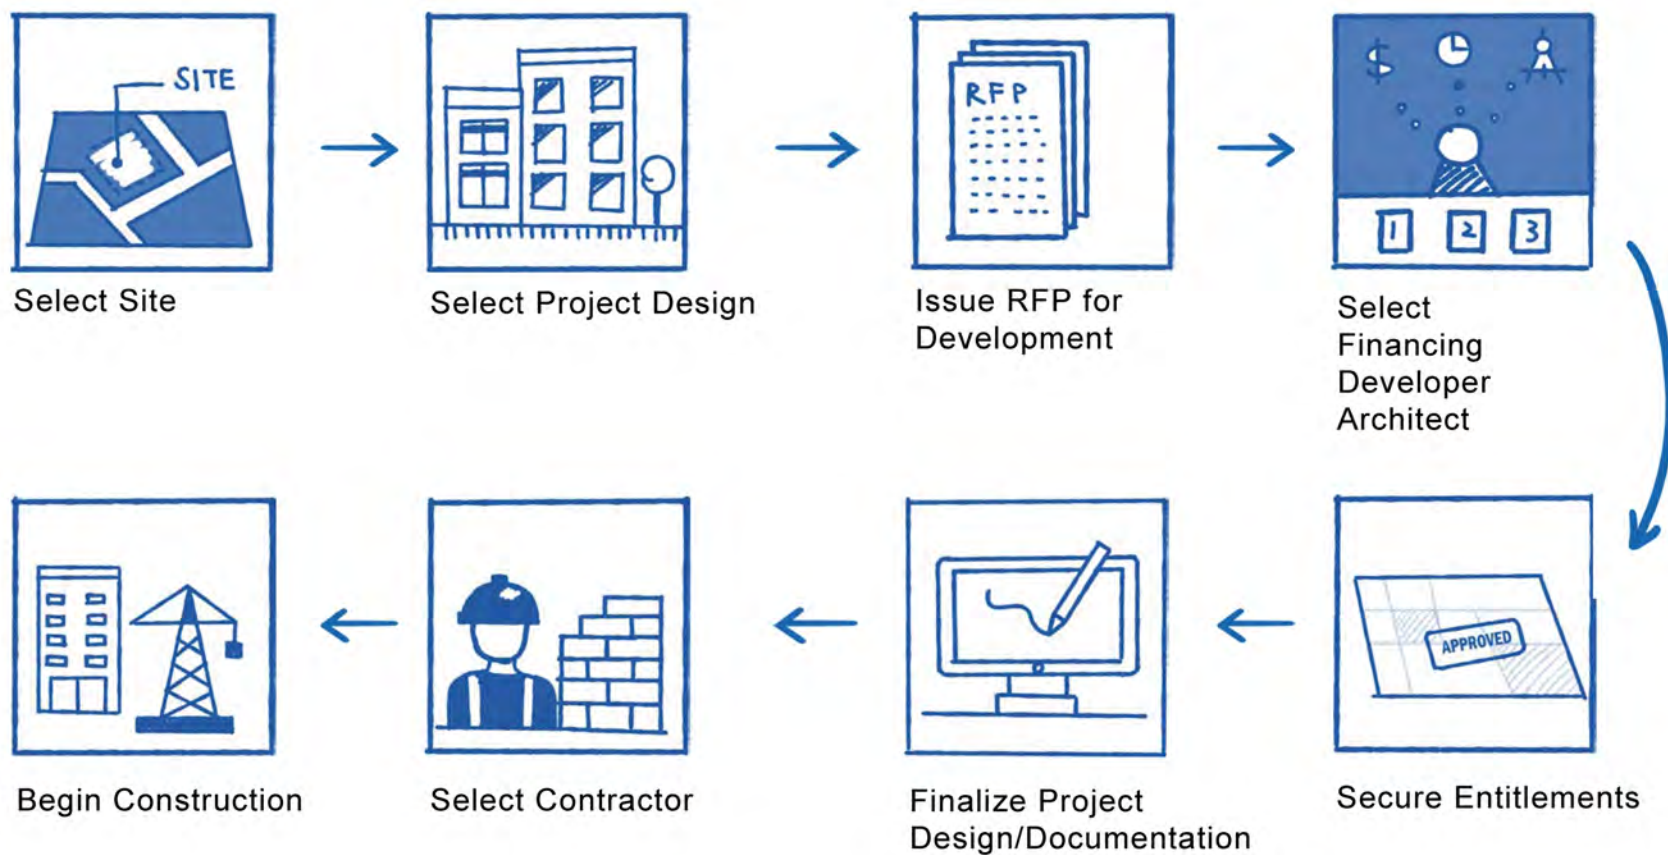 SITE
Select Site
Select Project Design
RFP
Issue RFP for
Development
1 2 3
Select
Financing
Developer
Architect
APPROVED
Secure Entitlements
Finalize Project
Design/Documentation
Select Contractor
Begin Construction